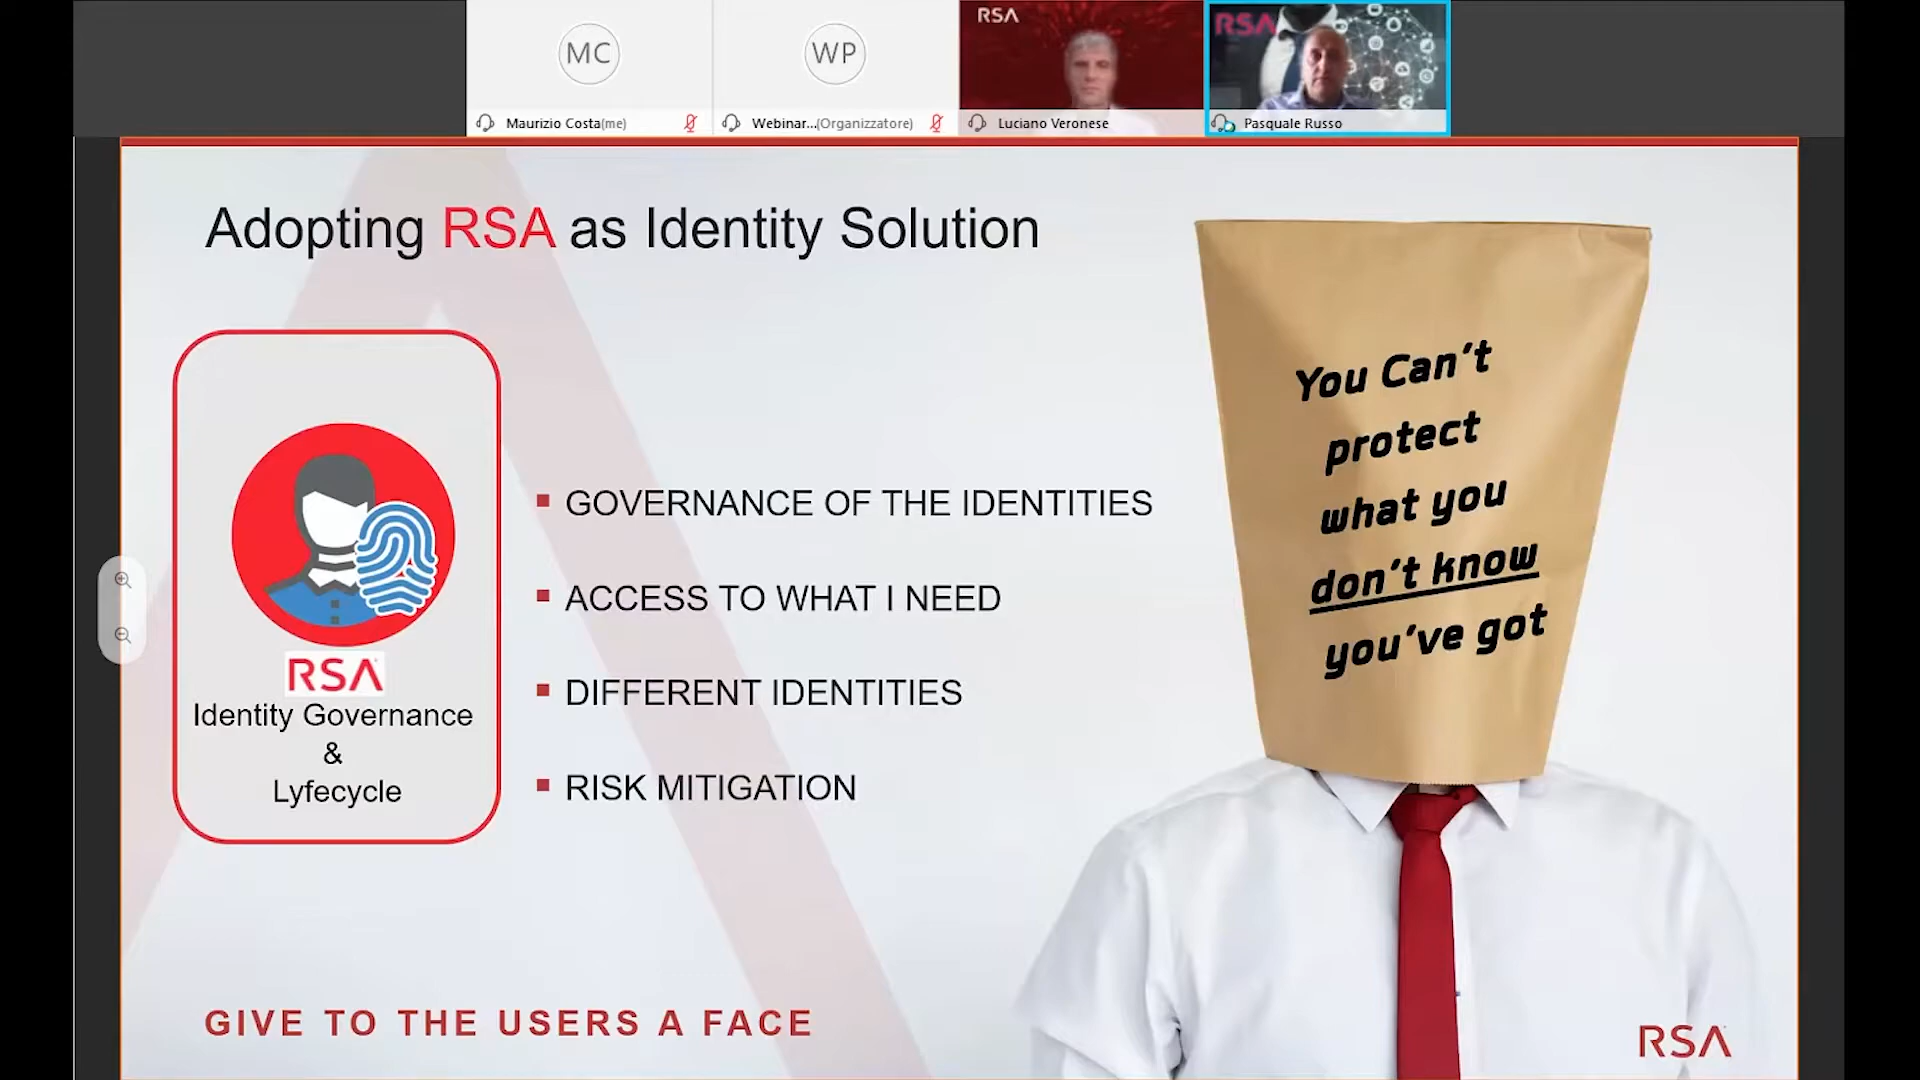 MC
WP
RSA
RSA
Maurizio Costa(me)
Webinar...(Organizzatore)
Luciano Veronese
Pasquale Russo
Adopting RSA as Identity Solution
RSA
Identity Governance
&
Lyfecycle
GOVERNANCE OF THE IDENTITIES
ACCESS TO WHAT I NEED
DIFFERENT IDENTITIES
RISK MITIGATION
You Can't
protect
what you
don't know
you've got
GIVE TO THE USERS A FACE
RSA